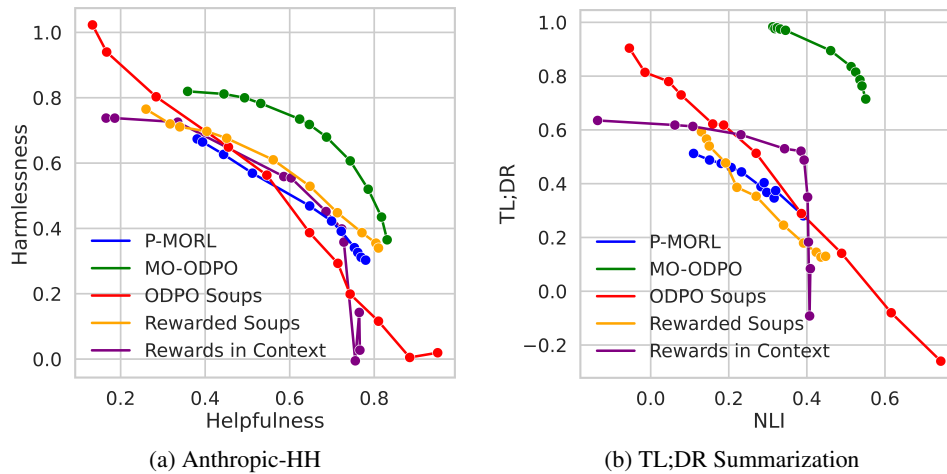 1.0
0.8
0.6
0.4
0.2
0.0
Harmlessness
P-MORL
MO-ODPO
ODPO Soups
Rewarded Soups
Rewards in Context
0.2 0.4 0.6 0.8
Helpfulness
(a) Anthropic-HH
1.0
0.8
0.6
0.4
0.2
0.0
−0.2
TL;DR
P-MORL
MO-ODPO
ODPO Soups
Rewarded Soups
Rewards in Context
0.0 0.2 0.4 0.6
NLI
(b) TL;DR Summarization